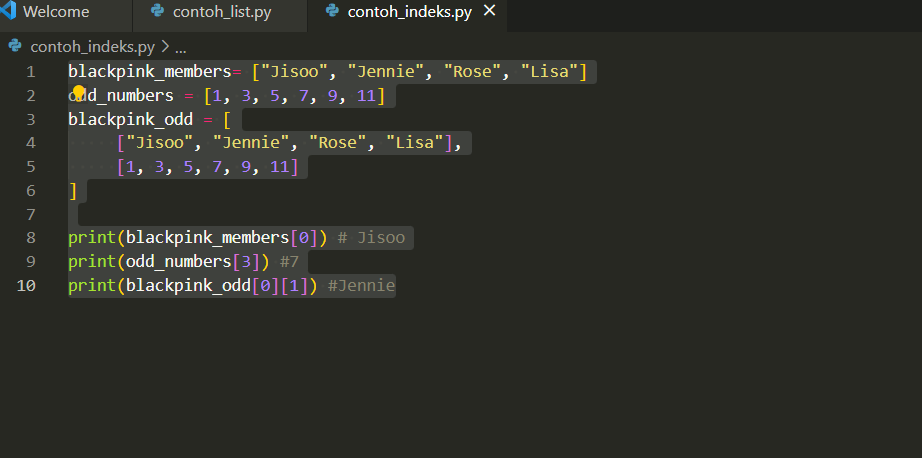 Welcome contoh_list.py contoh_indeks.py
contoh_indeks.py > ...
1 blackpink_members= ["Jisoo", "Jennie", "Rose", "Lisa"]
2 odd_numbers = [1, 3, 5, 7, 9, 11]
3 blackpink_odd = [
4 ["Jisoo", "Jennie", "Rose", "Lisa"],
5 [1, 3, 5, 7, 9, 11]
6 ]
7
8 print(blackpink_members[0]) # Jisoo
9 print(odd_numbers[3]) #7
10 print(blackpink_odd[0][1]) #Jennie